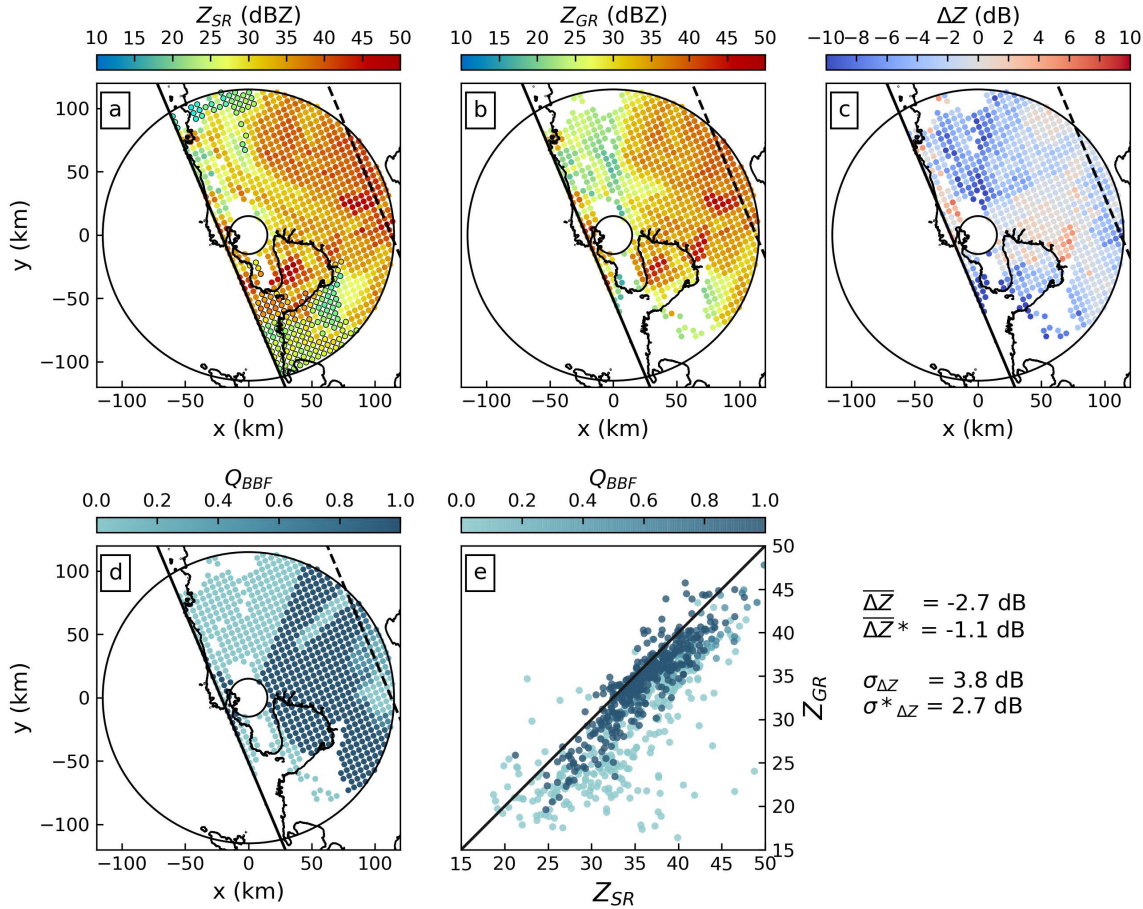 Z_SR (dBZ)
10 15 20 25 30 35 40 45 50
Z_GR (dBZ)
10 15 20 25 30 35 40 45 50
ΔZ (dB)
−10 −8 −6 −4 −2 0 2 4 6 8 10
a
b
c
y (km)
100
50
0
−50
−100
−100 −50 0 50 100
x (km)
−100 −50 0 50 100
x (km)
−100 −50 0 50 100
x (km)
Q_BBF
0.0 0.2 0.4 0.6 0.8 1.0
Q_BBF
0.0 0.2 0.4 0.6 0.8 1.0
d
e
y (km)
100
50
0
−50
−100
−100 −50 0 50 100
x (km)
50
45
40
35
30
25
20
15
Z_GR
15 20 25 30 35 40 45 50
Z_SR
ΔZ̅ = -2.7 dB
ΔZ̅* = -1.1 dB
σ_ΔZ = 3.8 dB
σ*_ΔZ = 2.7 dB